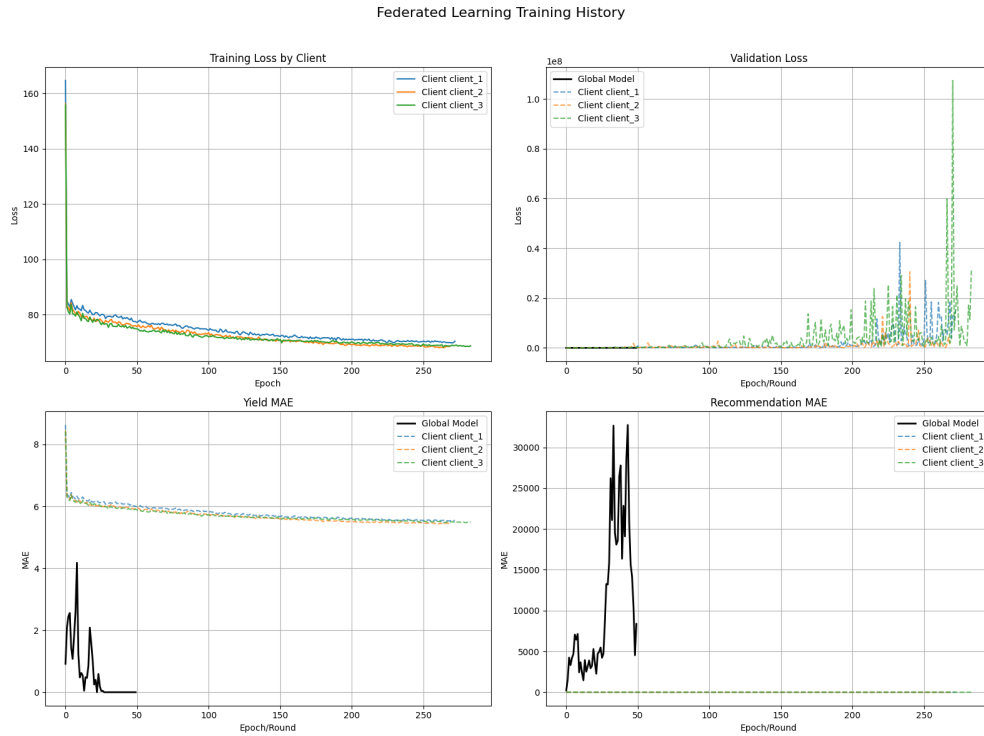 Federated Learning Training History
Training Loss by Client
160
140
120
100
80
0
50
100
150
200
250
Loss
Epoch
Client client_1
Client client_2
Client client_3
Validation Loss
1e8
1.0
0.8
0.6
0.4
0.2
0.0
0
50
100
150
200
250
Loss
Epoch/Round
Global Model
Client client_1
Client client_2
Client client_3
Yield MAE
8
6
4
2
0
0
50
100
150
200
250
MAE
Epoch/Round
Global Model
Client client_1
Client client_2
Client client_3
Recommendation MAE
30000
25000
20000
15000
10000
5000
0
0
50
100
150
200
250
MAE
Epoch/Round
Global Model
Client client_1
Client client_2
Client client_3